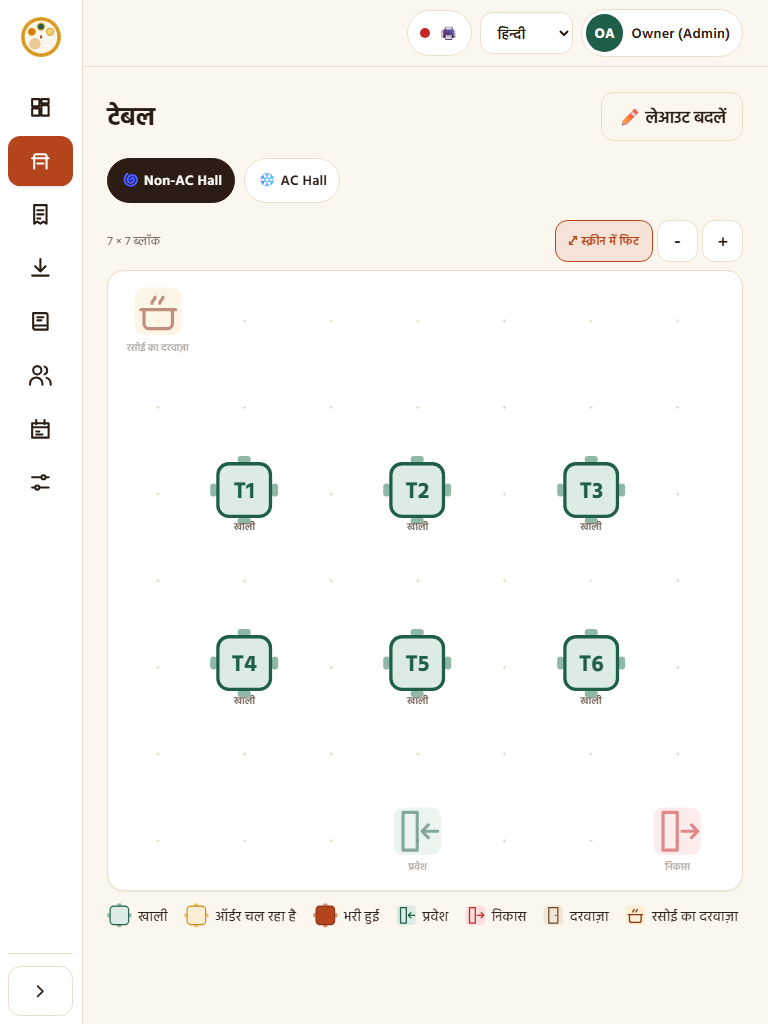 हिन्दी
OA Owner (Admin)
टेबल
लेआउट बदलें
Non-AC Hall
AC Hall
7 × 7 ब्लॉक
स्क्रीन में फिट
-
+
रसोई का दरवाज़ा
T1
T2
T3
खाली
खाली
खाली
T4
T5
T6
खाली
खाली
खाली
प्रवेश
निकास
खाली
ऑर्डर चल रहा है
भरी हुई
प्रवेश
निकास
दरवाज़ा
रसोई का दरवाज़ा